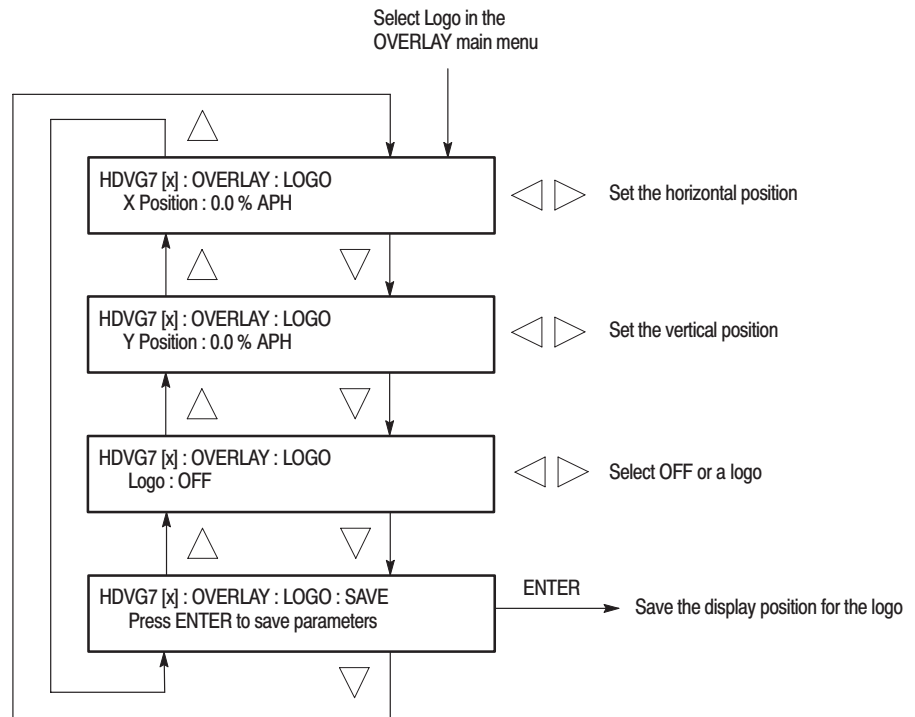 Select Logo in the
OVERLAY main menu
HDVG7 [x] : OVERLAY : LOGO
X Position : 0.0 % APH
Set the horizontal position
HDVG7 [x] : OVERLAY : LOGO
Y Position : 0.0 % APH
Set the vertical position
HDVG7 [x] : OVERLAY : LOGO
Logo : OFF
Select OFF or a logo
HDVG7 [x] : OVERLAY : LOGO : SAVE
Press ENTER to save parameters
ENTER
Save the display position for the logo